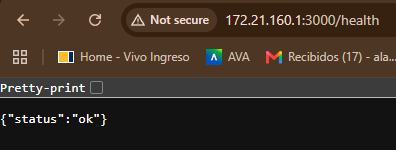 Not secure 172.21.160.1:3000/health
Home - Vivo Ingreso AVA Recibidos (17) - ala...
Pretty-print
{"status":"ok"}